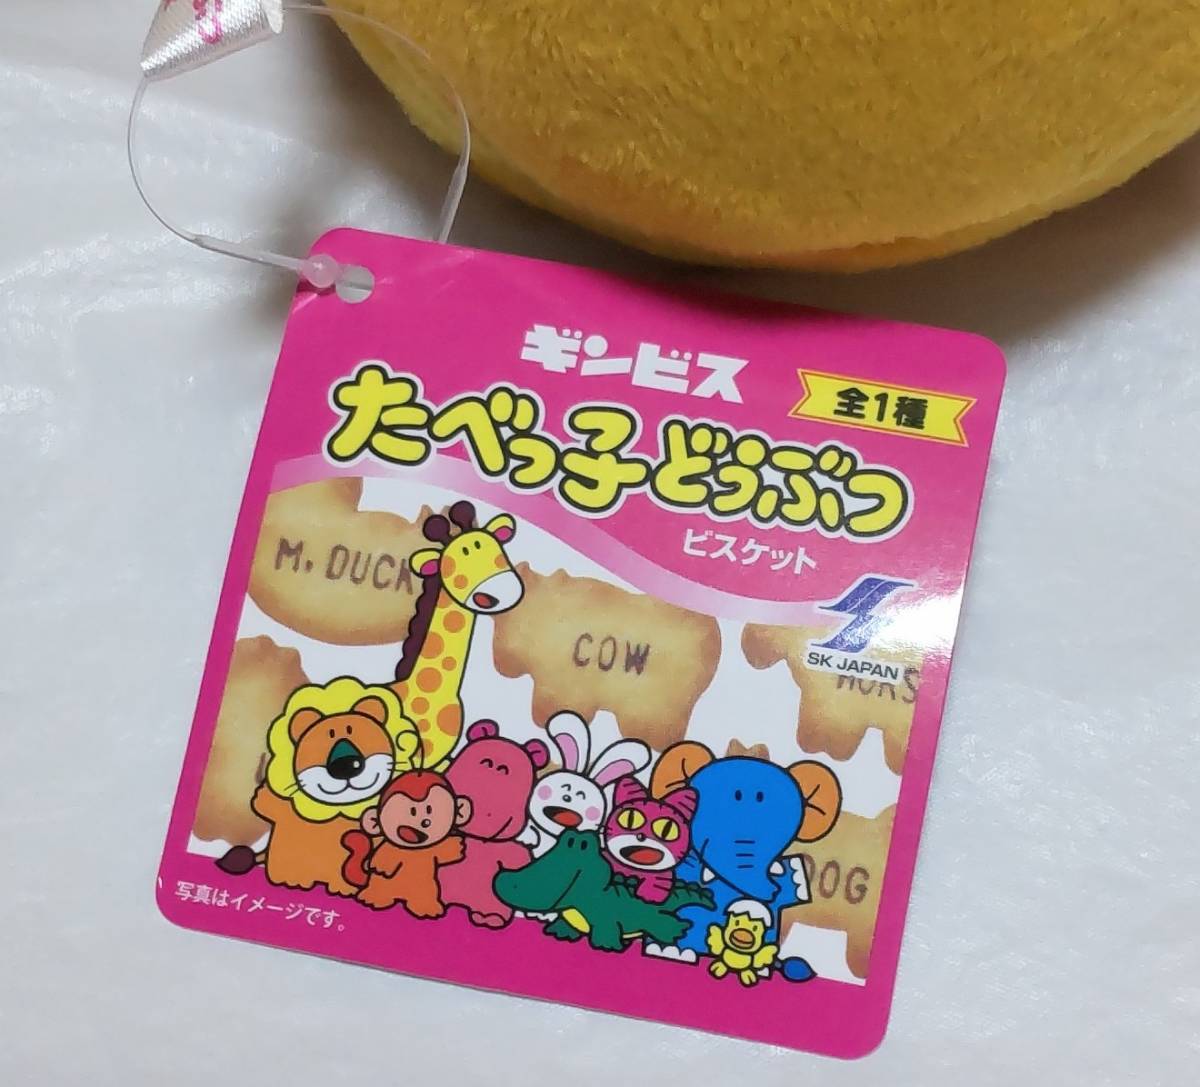 ギンビス
全1種
たべっ子どうぶつ
ビスケット
M. DUCK
COW
SK JAPAN
HORS
DOG
写真はイメージです。